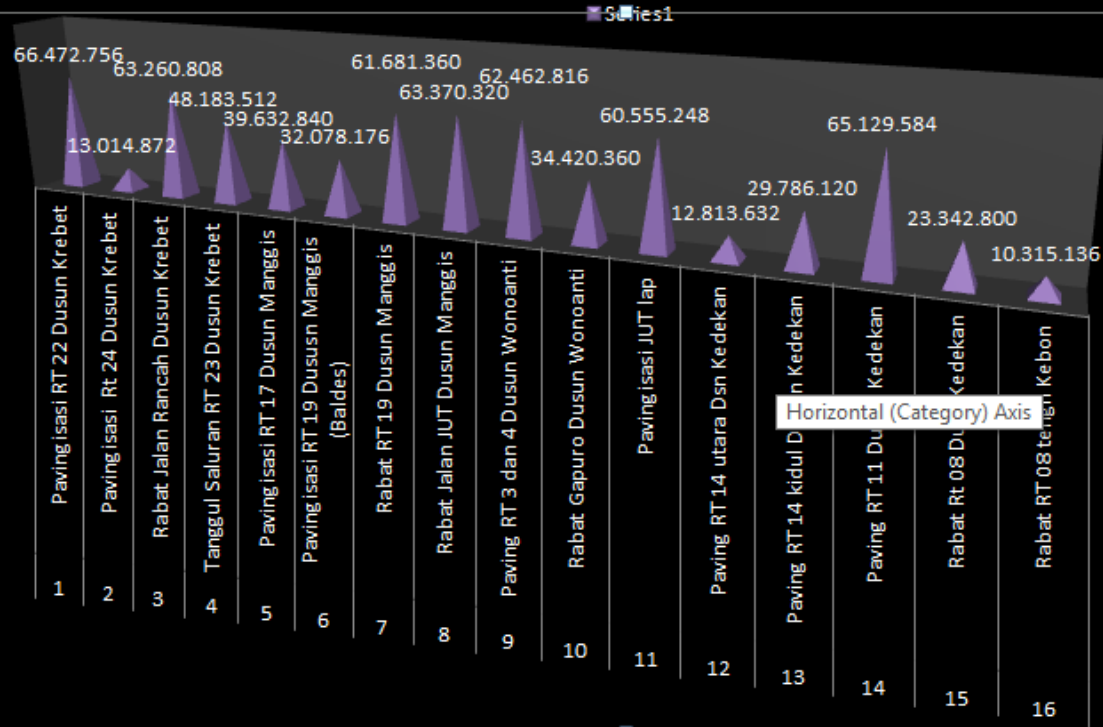 Series1
66.472.756
13.014.872
63.260.808
48.183.512
39.632.840
32.078.176
61.681.360
63.370.320
62.462.816
34.420.360
60.555.248
12.813.632
29.786.120
65.129.584
23.342.800
10.315.136
Pavingisasi RT 22 Dusun Krebet
Pavingisasi Rt 24 Dusun Krebet
Rabat Jalan Rancah Dusun Krebet
Tanggul Saluran RT 23 Dusun Krebet
Pavingisasi RT 17 Dusun Manggis
Pavingisasi RT 19 Dususn Manggis
(Baldes)
Rabat RT 19 Dusun Manggis
Rabat Jalan JUT Dusun Manggis
Paving RT 3 dan 4 Dusun Wonoanti
Rabat Gapuro Dusun Wonoanti
Pavingisasi JUT lap
Paving RT 14 utara Dsn Kedekan
Paving RT 14 kidul Kedekan
Paving RT 11 Kedekan
Rabat Rt 08 Kedekan
Rabat RT 08 Kebon
Horizontal (Category) Axis
1
2
3
4
5
6
7
8
9
10
11
12
13
14
15
16